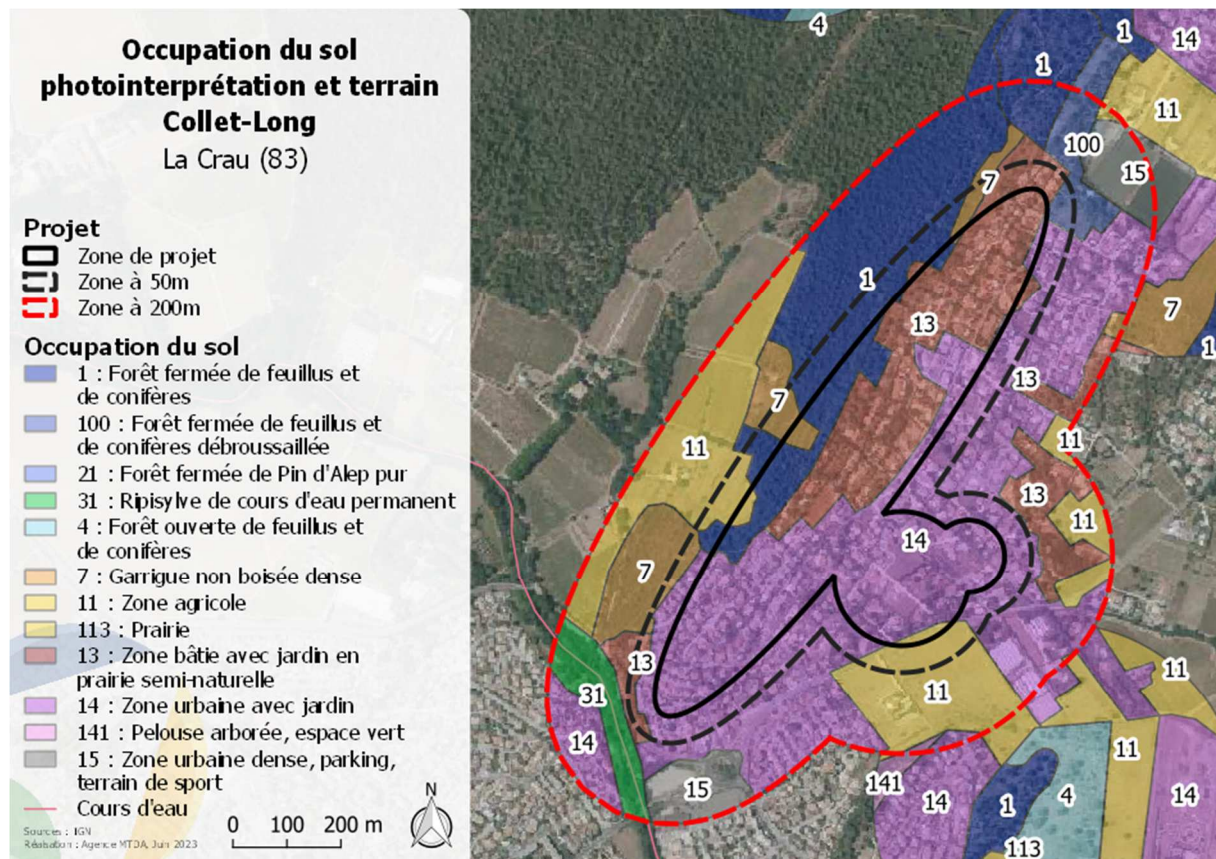 Occupation du sol
photointerprétation et terrain
Collet-Long
La Crau (83)
Projet
Zone de projet
Zone à 50m
Zone à 200m
Occupation du sol
1 : Forêt fermée de feuillus et
de conifères
100 : Forêt fermée de feuillus et
de conifères débroussaillée
21 : Forêt fermée de Pin d'Alep pur
31 : Ripisylve de cours d'eau permanent
4 : Forêt ouverte de feuillus et
de conifères
7 : Garrigue non boisée dense
11 : Zone agricole
113 : Prairie
13 : Zone bâtie avec jardin en
prairie semi-naturelle
14 : Zone urbaine avec jardin
141 : Pelouse arborée, espace vert
15 : Zone urbaine dense, parking,
terrain de sport
Cours d'eau
Sources : IGN
Réalisation : Agence MTDA, Juin 2023
0 100 200 m
N
4
1
1
14
11
100
15
7
1
7
13
13
7
11
11
13
11
14
7
13
31
11
11
14
15
141
14
1
4
11
14
113